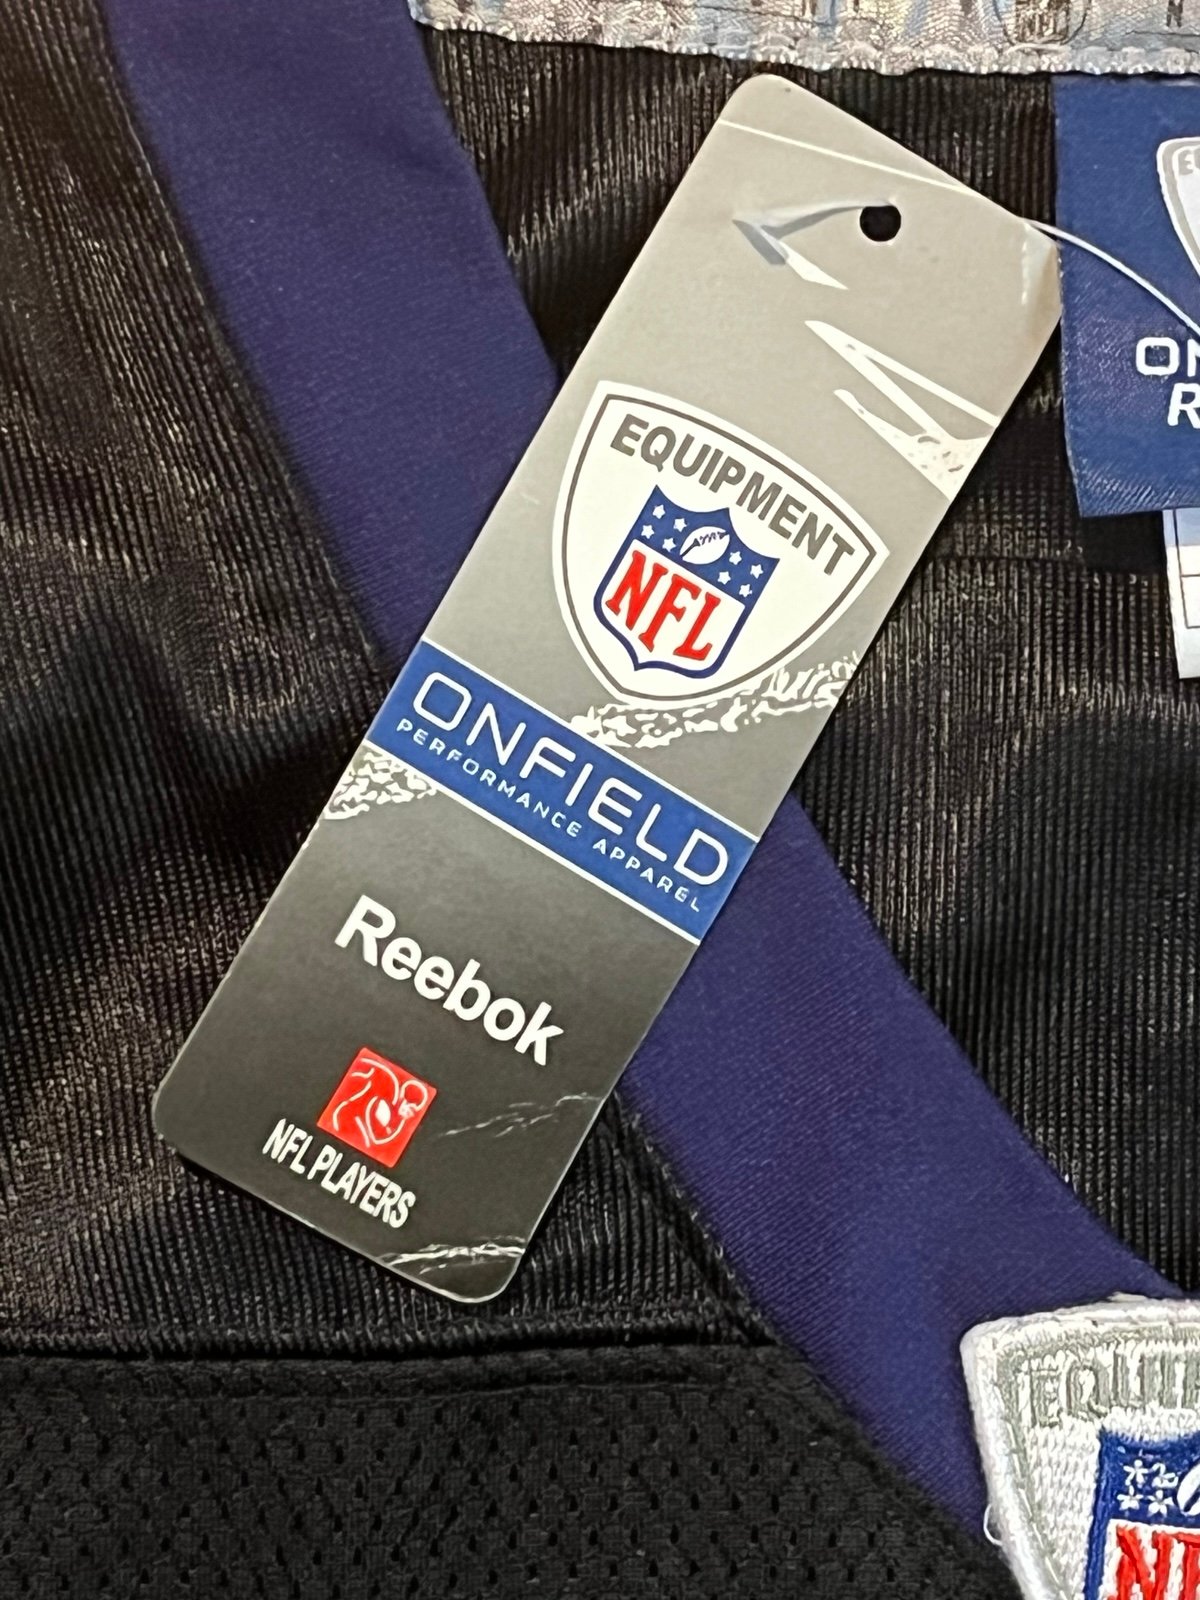 EQUIPMENT
NFL
ONFIELD
PERFORMANCE APPAREL
Reebok
NFL PLAYERS